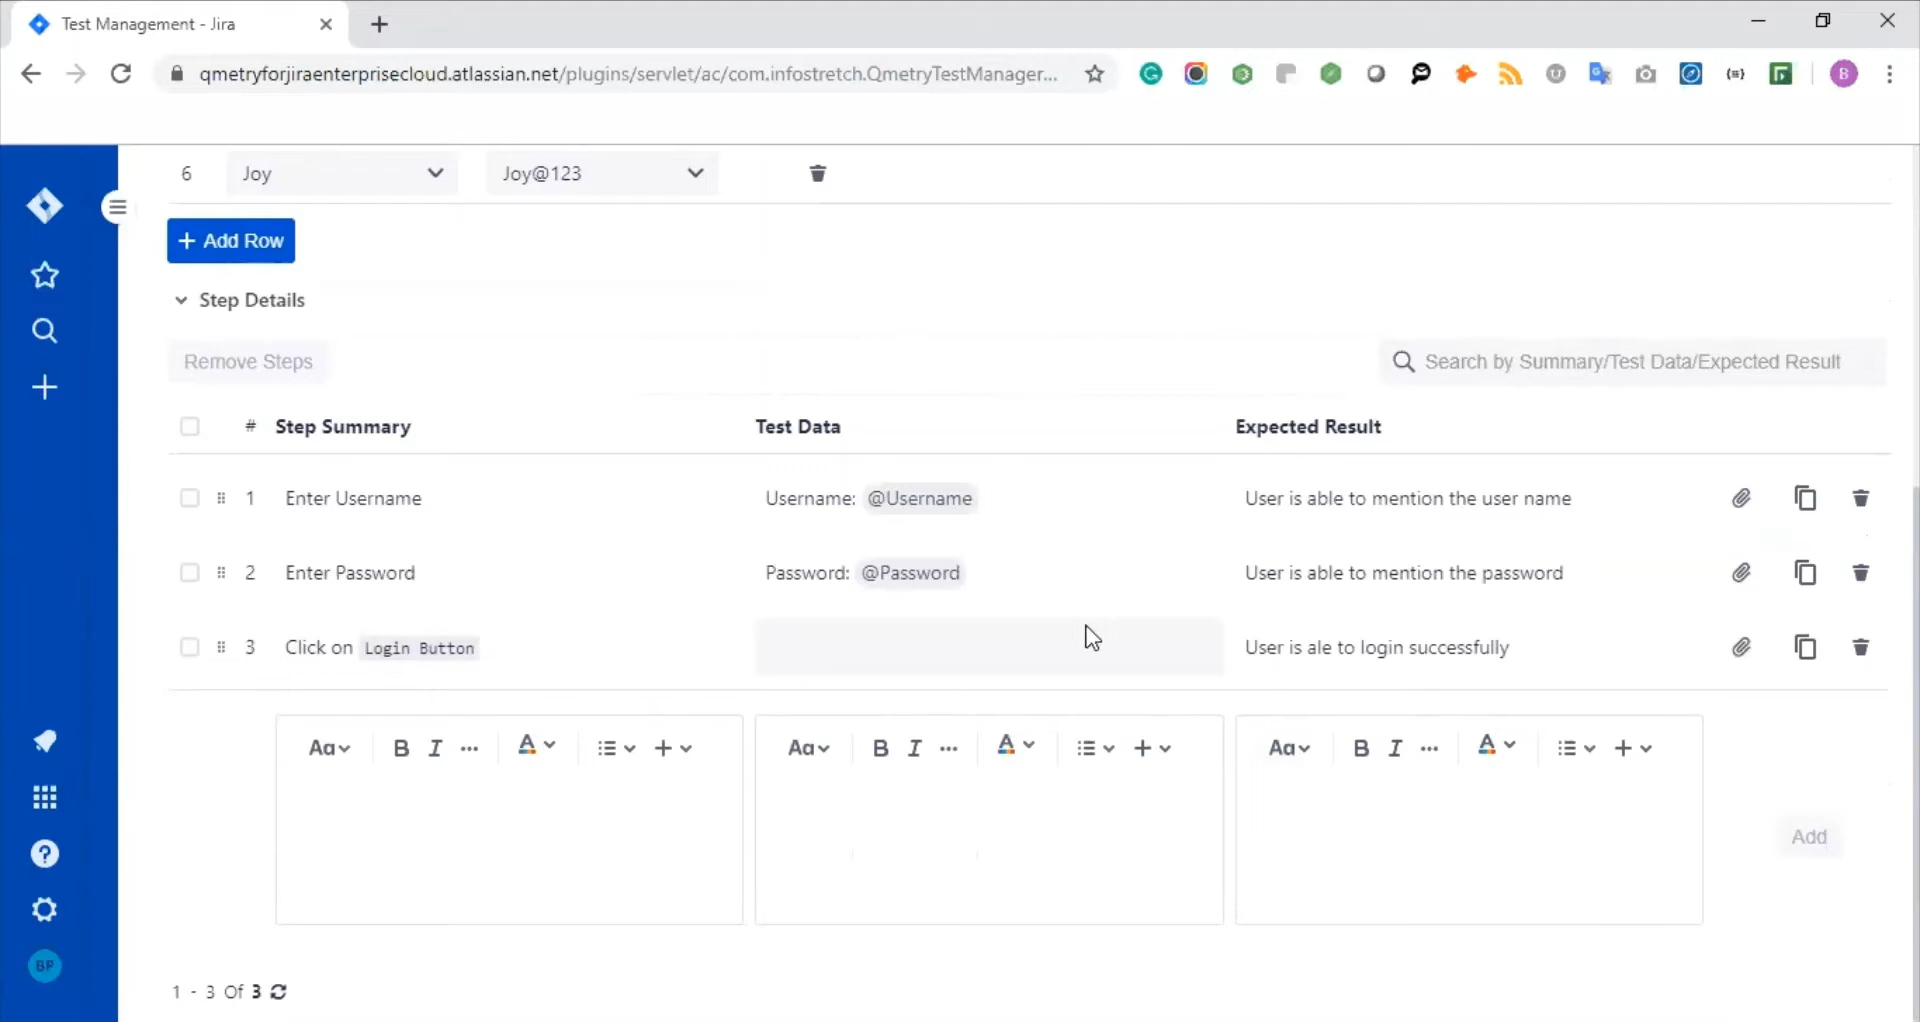 Test Management - Jira
qmetryforjiraenterprisecloud.atlassian.net/plugins/servlet/ac/com.infostretch.QmetryTestManager...
B
6 Joy Joy@123
+ Add Row
Step Details
Remove Steps
Search by Summary/Test Data/Expected Result
# Step Summary Test Data Expected Result
1 Enter Username Username: @Username User is able to mention the user name
2 Enter Password Password: @Password User is able to mention the password
3 Click on Login Button User is ale to login successfully
Aa B I ... A + Aa B I ... A + Aa B I ... A +
Add
BP
1 - 3 Of 3